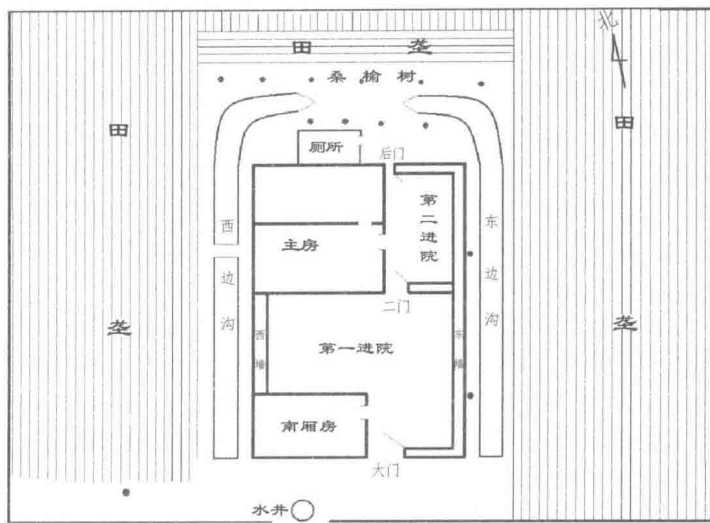 北
田 垄
桑榆树
田垄
田垄
厕所
后门
第二进院
西边沟
东边沟
主房
二门
西墙
第一进院
东墙
南厢房
大门
水井